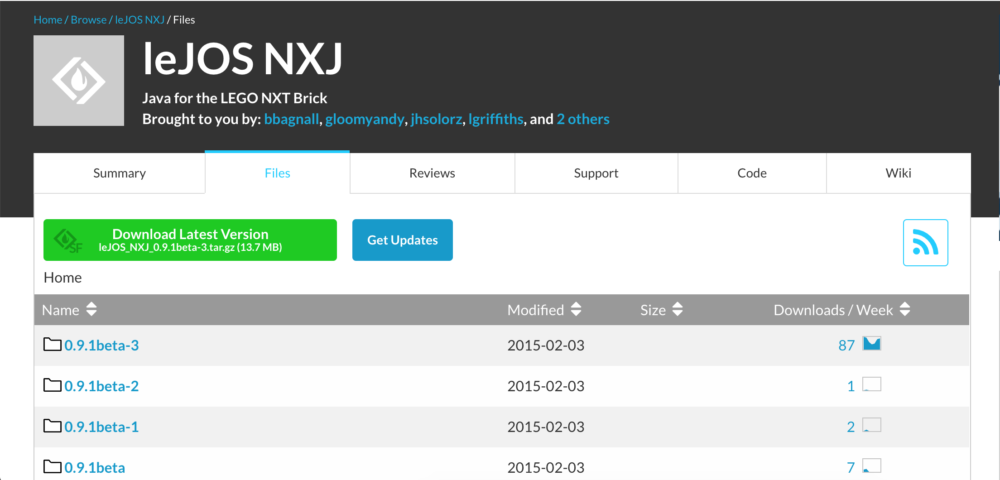 Home / Browse / leJOS NXJ / Files
leJOS NXJ
Java for the LEGO NXT Brick
Brought to you by: bbagnall, gloomyandy, jhsolorz, lgriffiths, and 2 others
Summary Files Reviews Support Code Wiki
SF
Download Latest Version
leJOS_NXJ_0.9.1beta-3.tar.gz (13.7 MB)
Get Updates
Home
Name Modified Size Downloads / Week
0.9.1beta-3 2015-02-03 87
0.9.1beta-2 2015-02-03 1
0.9.1beta-1 2015-02-03 2
0.9.1beta 2015-02-03 7